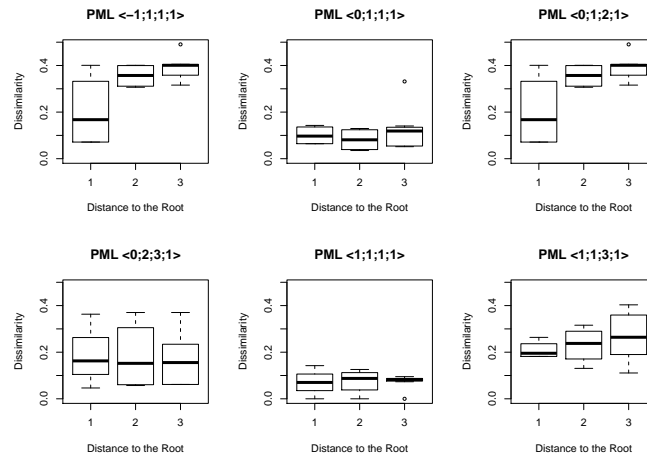 PML <−1;1;1;1>
PML <0;1;1;1>
PML <0;1;2;1>
Dissimilarity
0.0 0.2 0.4
Dissimilarity
0.0 0.2 0.4
Dissimilarity
0.0 0.2 0.4
1 2 3
1 2 3
1 2 3
Distance to the Root
Distance to the Root
Distance to the Root
PML <0;2;3;1>
PML <1;1;1;1>
PML <1;1;3;1>
Dissimilarity
0.0 0.2 0.4
Dissimilarity
0.0 0.2 0.4
Dissimilarity
0.0 0.2 0.4
1 2 3
1 2 3
1 2 3
Distance to the Root
Distance to the Root
Distance to the Root